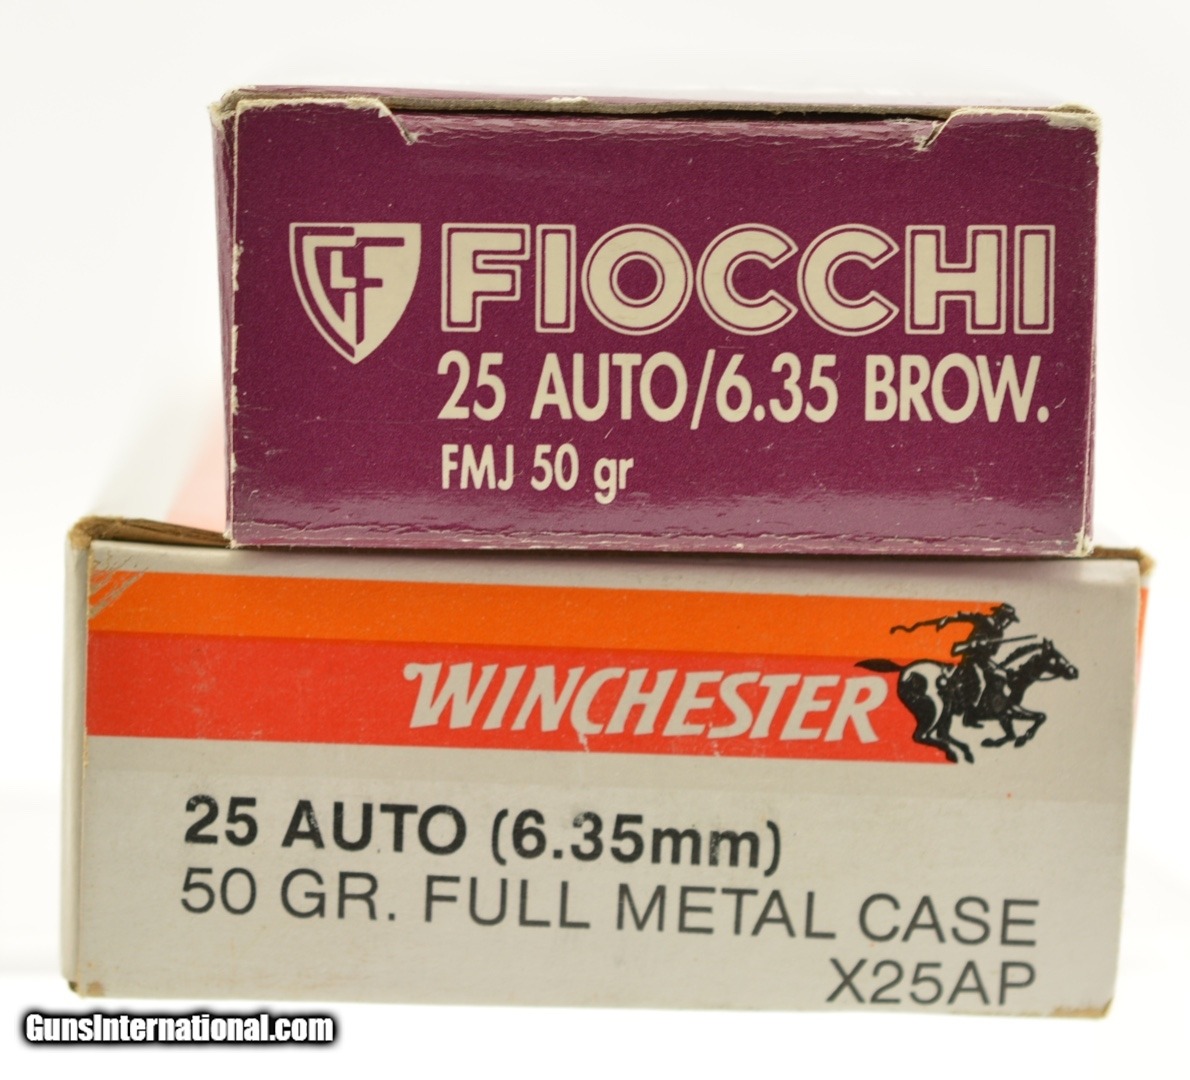 GF FIOCCHI
25 AUTO/6.35 BROW.
FMJ 50 gr
WINCHESTER
25 AUTO (6.35mm)
50 GR. FULL METAL CASE
X25AP
GunsInternational.com